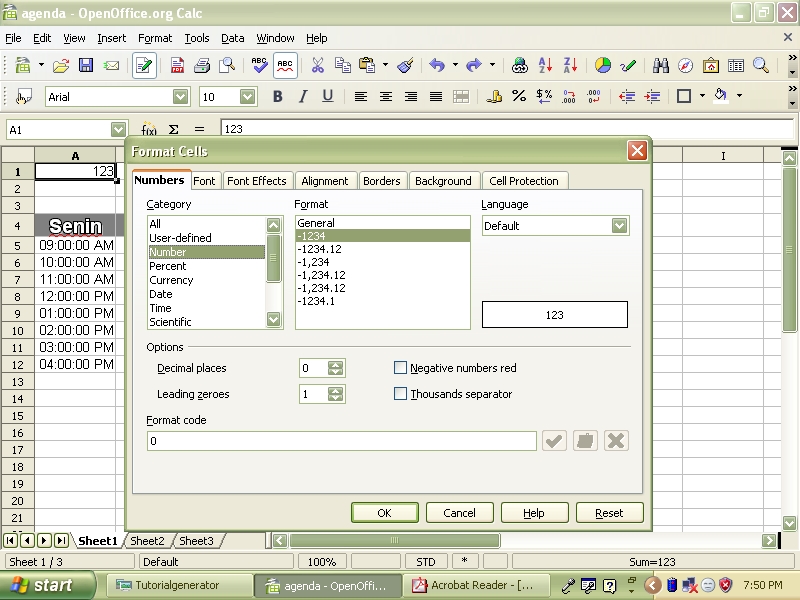 agenda - OpenOffice.org Calc
File Edit View Insert Format Tools Data Window Help
Arial 10 B I U
A1 f(x) Σ = 123
Format Cells
Numbers Font Font Effects Alignment Borders Background Cell Protection
Category Format Language
All
User-defined
Number
Percent
Currency
Date
Time
Scientific
General
-1234
-1234.12
-1,234
-1,234.12
-1,234.12
-1234.1
Default
123
Options
Decimal places 0 Negative numbers red
Leading zeroes 1 Thousands separator
Format code
0
OK Cancel Help Reset
A I
1 123
2
3
4 Senin
5 09:00:00 AM
6 10:00:00 AM
7 11:00:00 AM
8 12:00:00 PM
9 01:00:00 PM
10 02:00:00 PM
11 03:00:00 PM
12 04:00:00 PM
13
14
15
16
17
18
19
20
21
Sheet1 Sheet2 Sheet3
Sheet 1 / 3 Default 100% STD * Sum=123
start Tutorialgenerator agenda - OpenOffi... Acrobat Reader - [... 7:50 PM